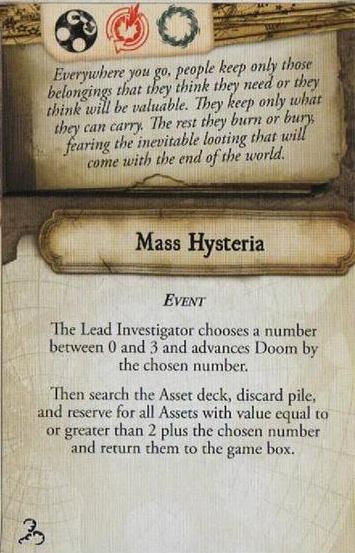 Everywhere you go, people keep only those
belongings that they think they need or they
think will be valuable. They keep only what
they can carry. The rest they burn or bury,
fearing the inevitable looting that will
come with the end of the world.
Mass Hysteria
Event
The Lead Investigator chooses a number
between 0 and 3 and advances Doom by
the chosen number.
Then search the Asset deck, discard pile,
and reserve for all Assets with value equal to
or greater than 2 plus the chosen number
and return them to the game box.